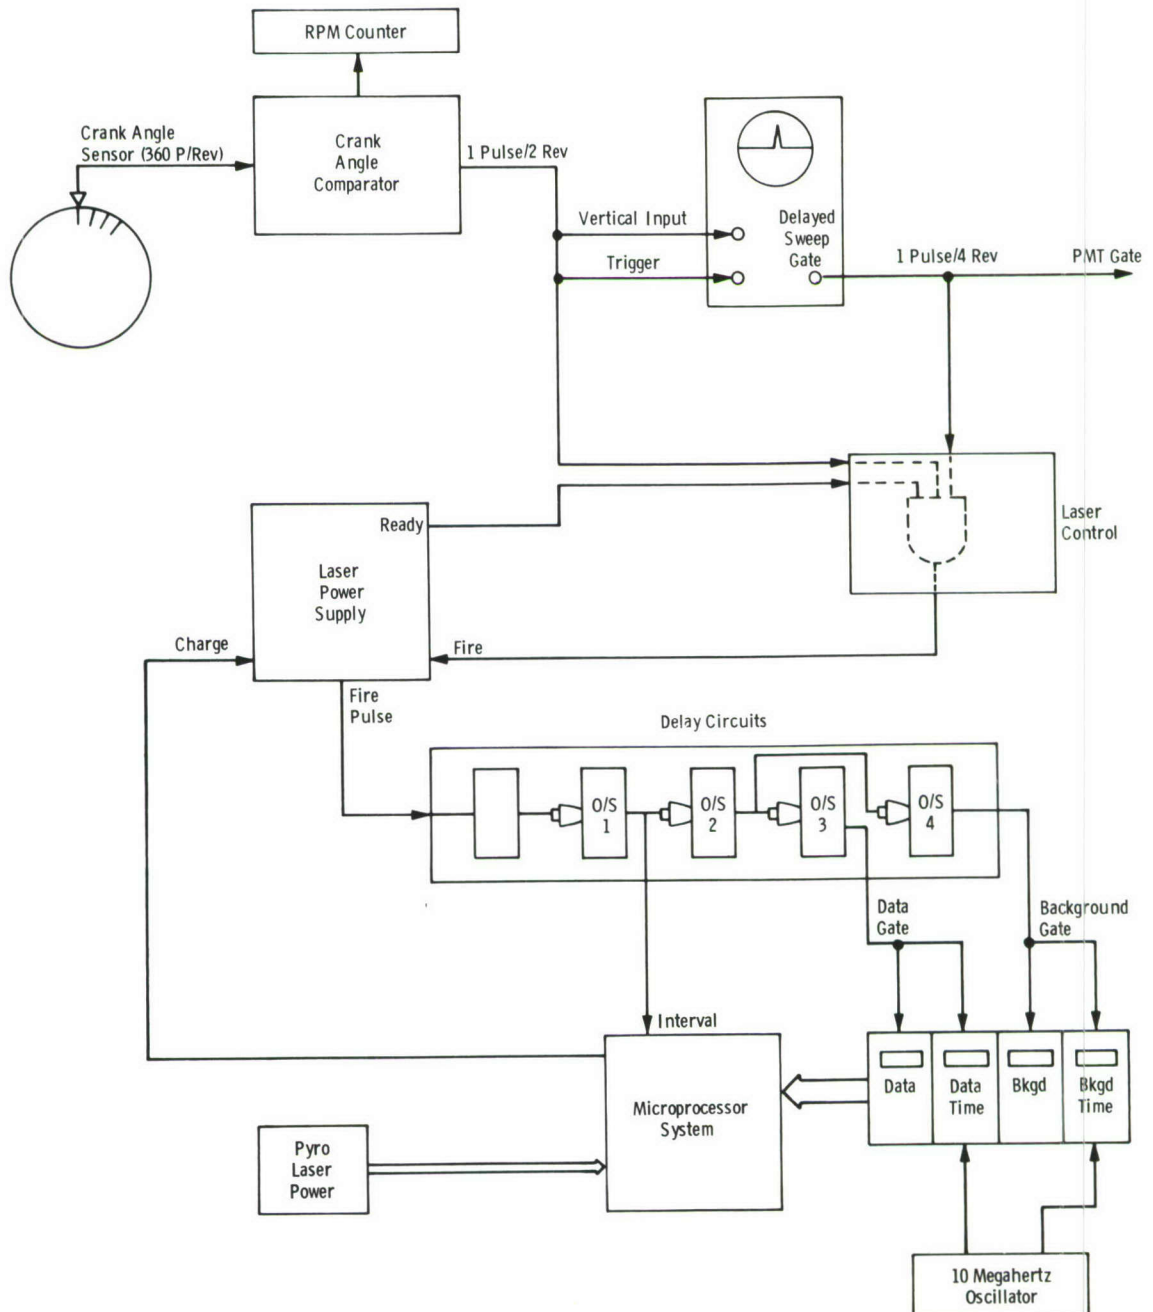 RPM Counter
Crank Angle
Sensor (360 P/Rev)
Crank
Angle
Comparator
1 Pulse/2 Rev
Vertical Input
Trigger
Delayed
Sweep
Gate
1 Pulse/4 Rev
PMT Gate
Ready
Laser
Control
Laser
Power
Supply
Charge
Fire
Fire
Pulse
Delay Circuits
O/S
1
O/S
2
O/S
3
O/S
4
Data
Gate
Background
Gate
Interval
Data
Data
Time
Bkgd
Bkgd
Time
Microprocessor
System
Pyro
Laser
Power
10 Megahertz
Oscillator